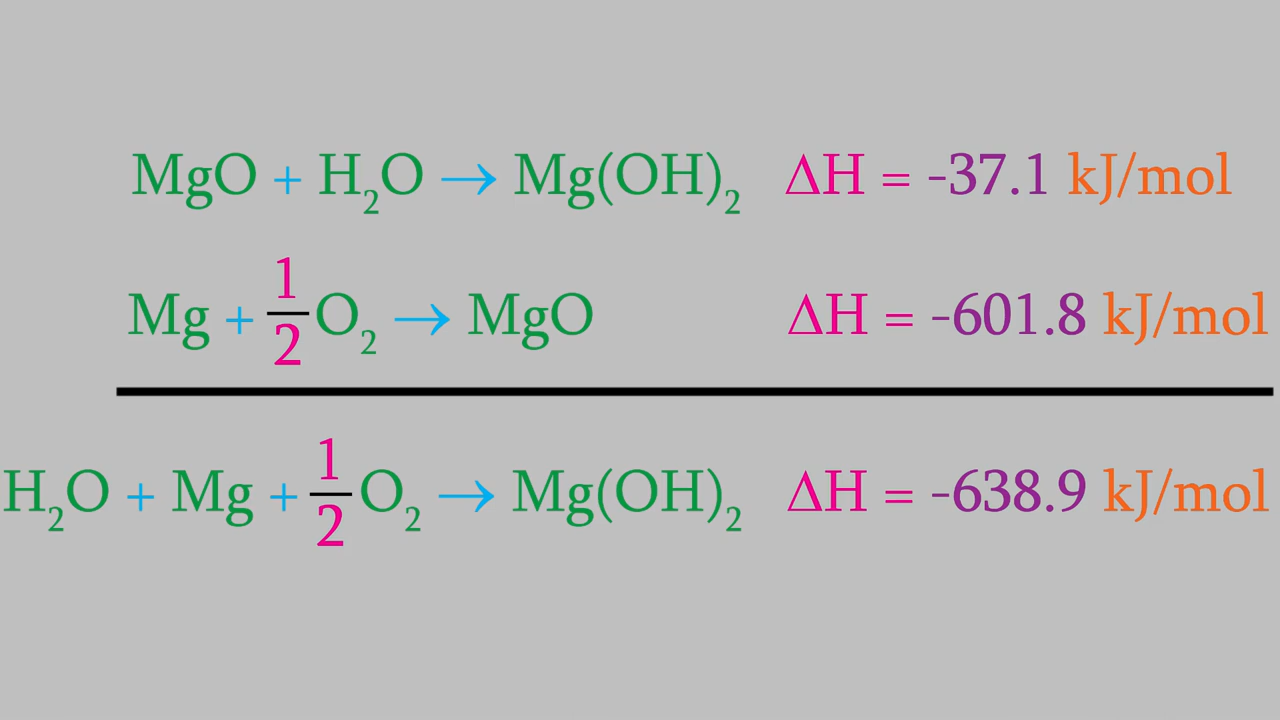 MgO + H₂O → Mg(OH)₂ ΔH = -37.1 kJ/mol
Mg + 1/2 O₂ → MgO ΔH = -601.8 kJ/mol
H₂O + Mg + 1/2 O₂ → Mg(OH)₂ ΔH = -638.9 kJ/mol